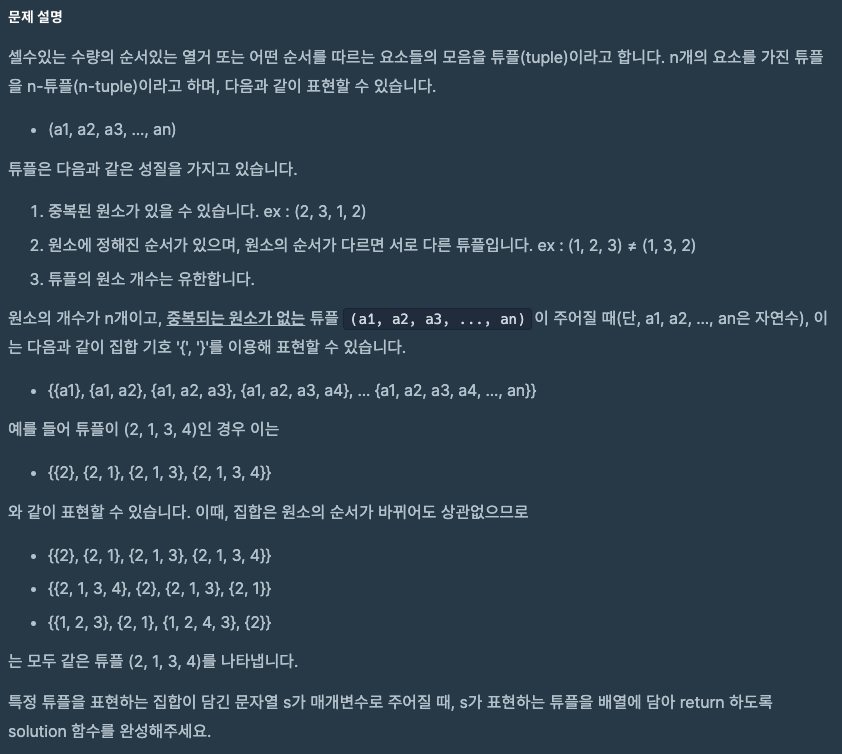 문제 설명
셀수있는 수량의 순서있는 열거 또는 어떤 순서를 따르는 요소들의 모음을 튜플(tuple)이라고 합니다. n개의 요소를 가진 튜플
을 n-튜플(n-tuple)이라고 하며, 다음과 같이 표현할 수 있습니다.
• (a1, a2, a3, ..., an)
튜플은 다음과 같은 성질을 가지고 있습니다.
1. 중복된 원소가 있을 수 있습니다. ex : (2, 3, 1, 2)
2. 원소에 정해진 순서가 있으며, 원소의 순서가 다르면 서로 다른 튜플입니다. ex : (1, 2, 3) ≠ (1, 3, 2)
3. 튜플의 원소 개수는 유한합니다.
원소의 개수가 n개이고, 중복되는 원소가 없는 튜플 (a1, a2, a3, ..., an) 이 주어질 때(단, a1, a2, ..., an은 자연수), 이
는 다음과 같이 집합 기호 '{', '}'를 이용해 표현할 수 있습니다.
• {{a1}, {a1, a2}, {a1, a2, a3}, {a1, a2, a3, a4}, ... {a1, a2, a3, a4, ..., an}}
예를 들어 튜플이 (2, 1, 3, 4)인 경우 이는
• {{2}, {2, 1}, {2, 1, 3}, {2, 1, 3, 4}}
와 같이 표현할 수 있습니다. 이때, 집합은 원소의 순서가 바뀌어도 상관없으므로
• {{2}, {2, 1}, {2, 1, 3}, {2, 1, 3, 4}}
• {{2, 1, 3, 4}, {2}, {2, 1, 3}, {2, 1}}
• {{1, 2, 3}, {2, 1}, {1, 2, 4, 3}, {2}}
는 모두 같은 튜플 (2, 1, 3, 4)를 나타냅니다.
특정 튜플을 표현하는 집합이 담긴 문자열 s가 매개변수로 주어질 때, s가 표현하는 튜플을 배열에 담아 return 하도록
solution 함수를 완성해주세요.